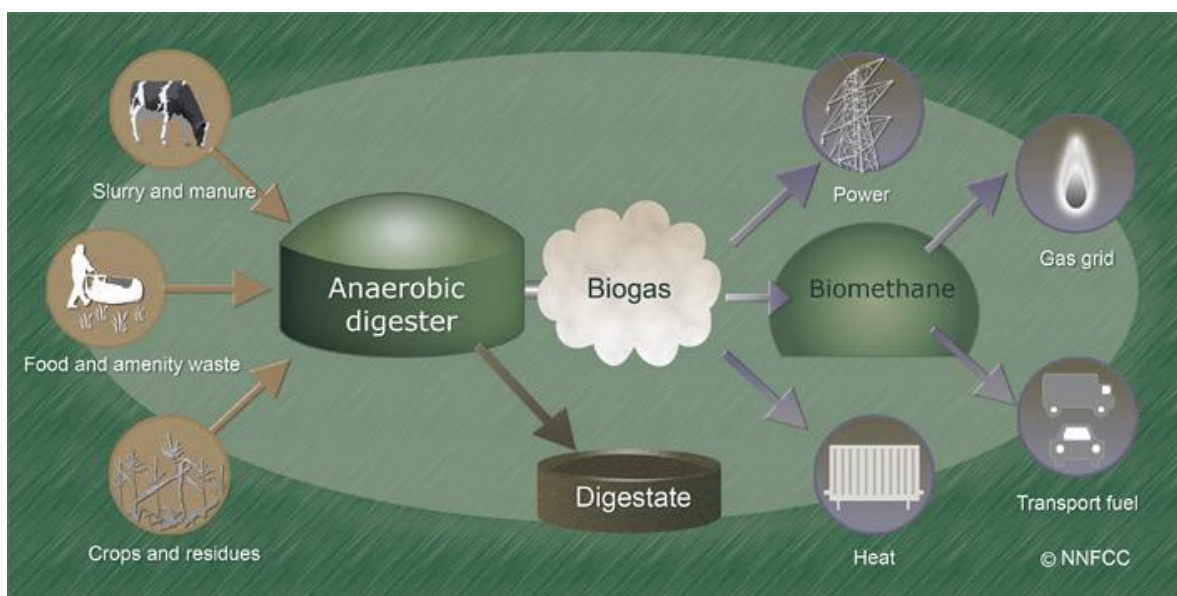 Slurry and manure
Food and amenity waste
Crops and residues
Anaerobic
digester
Biogas
Digestate
Power
Biomethane
Heat
Gas grid
Transport fuel
© NNFCC